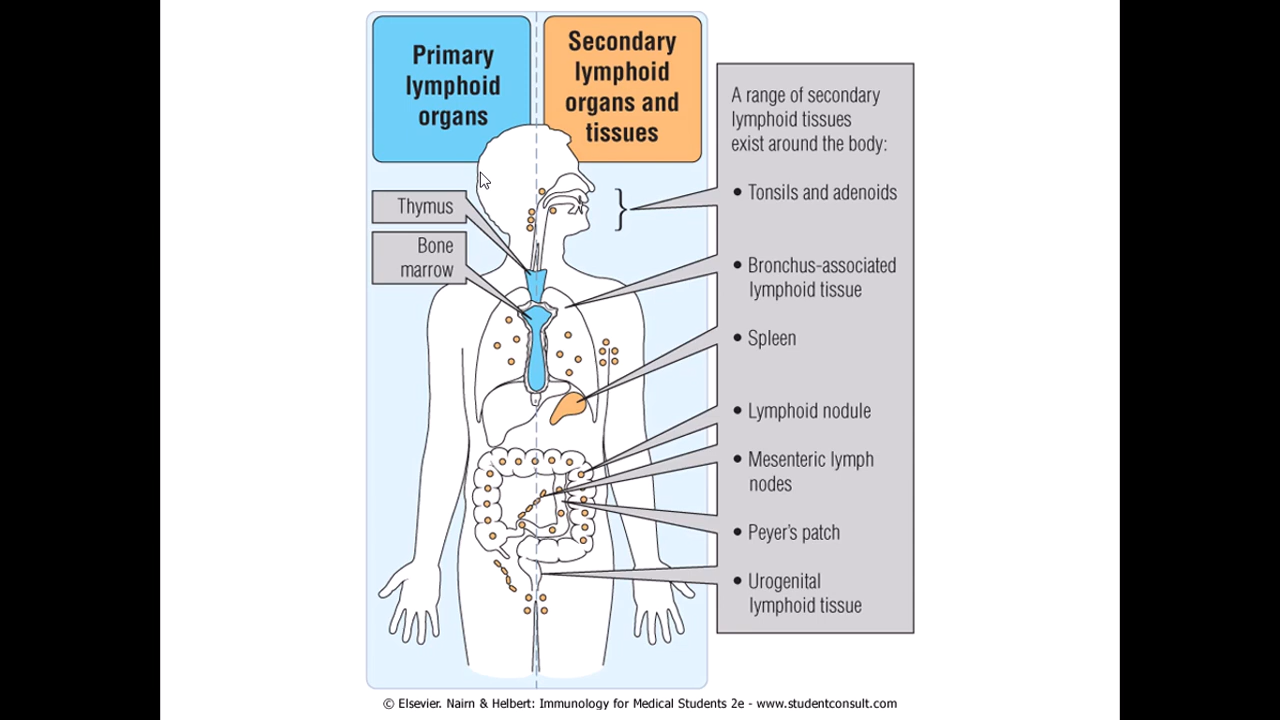 Primary
lymphoid
organs
Secondary
lymphoid
organs and
tissues
Thymus
Bone
marrow
A range of secondary
lymphoid tissues
exist around the body:
• Tonsils and adenoids
• Bronchus-associated
lymphoid tissue
• Spleen
• Lymphoid nodule
• Mesenteric lymph
nodes
• Peyer's patch
• Urogenital
lymphoid tissue
© Elsevier. Nairn & Helbert: Immunology for Medical Students 2e - www.studentconsult.com